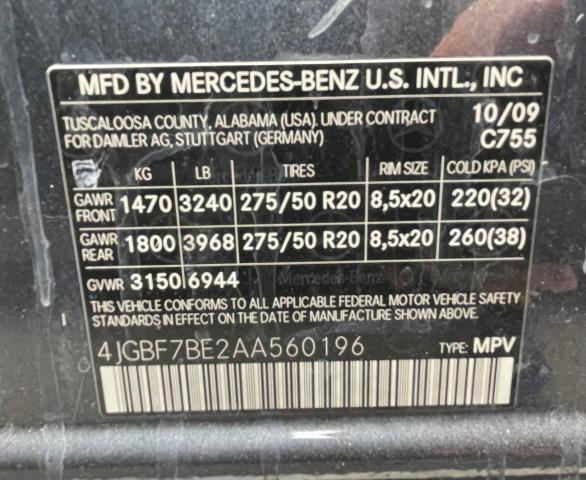 MFD BY MERCEDES-BENZ U.S. INTL., INC
TUSCALOOSA COUNTY, ALABAMA (USA). UNDER CONTRACT 10/09
FOR DAIMLER AG, STUTTGART (GERMANY) C755
KG LB TIRES RIM SIZE COLD KPA (PSI)
GAWR FRONT 1470 3240 275/50 R20 8,5x20 220(32)
GAWR REAR 1800 3968 275/50 R20 8,5x20 260(38)
GVWR 3150 6944 Mercedes-Benz
THIS VEHICLE CONFORMS TO ALL APPLICABLE FEDERAL MOTOR VEHICLE SAFETY
STANDARDS IN EFFECT ON THE DATE OF MANUFACTURE SHOWN ABOVE.
4JGBF7BE2AA560196 TYPE: MPV